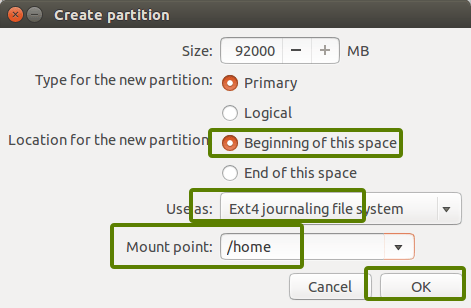 Create partition
Size: 92000 MB
Type for the new partition: Primary
Logical
Location for the new partition Beginning of this space
End of this space
Use as: Ext4 journaling file system
Mount point: /home
Cancel OK